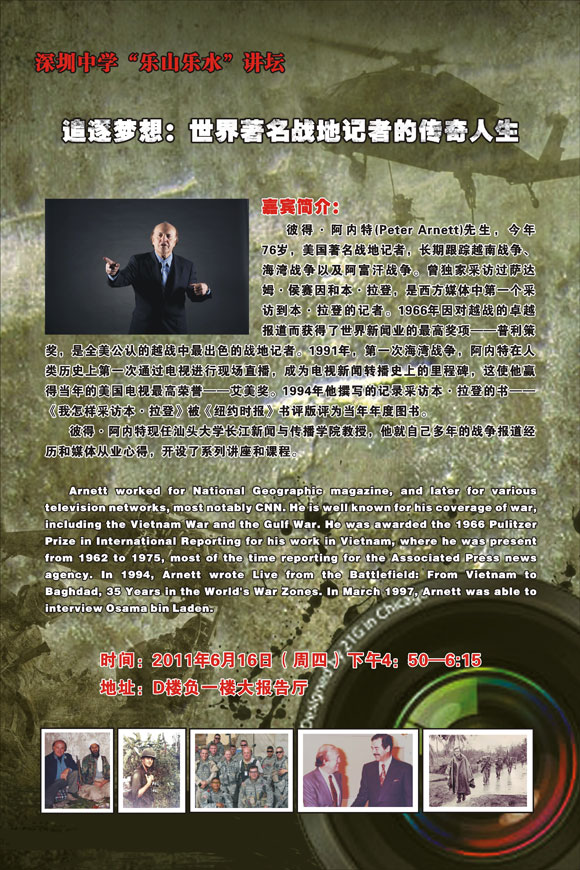 深圳中学“乐山乐水”讲坛
追逐梦想：世界著名战地记者的传奇人生
嘉宾简介：
彼得·阿内特(Peter Arnett)先生，今年
76岁，美国著名战地记者，长期跟踪越南战争、
海湾战争以及阿富汗战争。曾独家采访过萨达
姆·侯赛因和本·拉登，是西方媒体中第一个采
访到本·拉登的记者。1966年因对越战的卓越
报道而获得了世界新闻业的最高奖项——普利策
奖，是全美公认的越战中最出色的战地记者。1991年，第一次海湾战争，阿内特在人
类历史上第一次通过电视进行现场直播，成为电视新闻转播史上的里程碑，这使他赢
得当年的美国电视最高荣誉——艾美奖。1994年他撰写的记录采访本·拉登的书——
《我怎样采访本·拉登》被《纽约时报》书评版评为当年年度图书。
彼得·阿内特现任汕头大学长江新闻与传播学院教授，他就自己多年的战争报道经
历和媒体从业心得，开设了系列讲座和课程。
Arnett worked for National Geographic magazine, and later for various
television networks, most notably CNN. He is well known for his coverage of war,
including the Vietnam War and the Gulf War. He was awarded the 1966 Pulitzer
Prize in International Reporting for his work in Vietnam, where he was present
from 1962 to 1975, most of the time reporting for the Associated Press news
agency. In 1994, Arnett wrote Live from the Battlefield: From Vietnam to
Baghdad, 35 Years in the World's War Zones. In March 1997, Arnett was able to
interview Osama bin Laden.
时间：2011年6月16日（周四）下午4：50—6:15
地址：D楼负一楼大报告厅